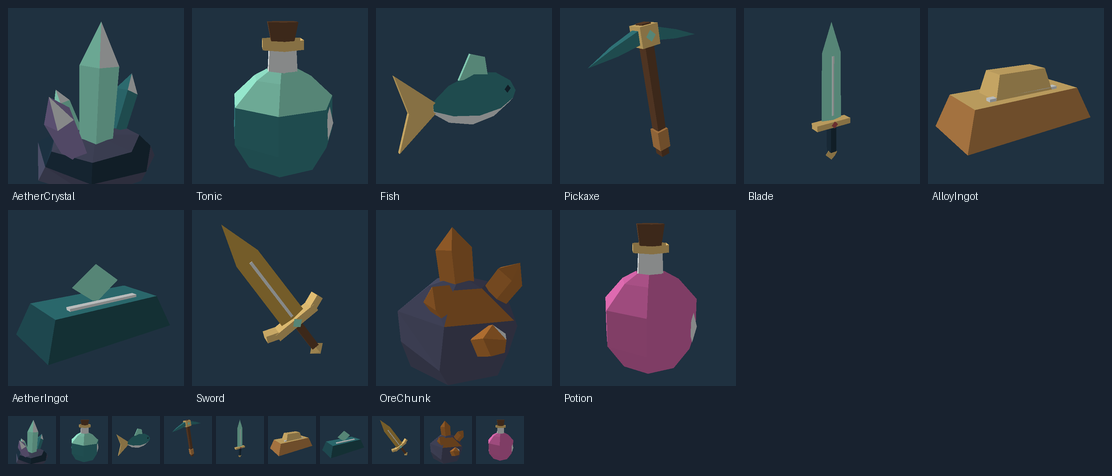 AetherCrystal
Tonic
Fish
Pickaxe
Blade
AlloyIngot
AetherIngot
Sword
OreChunk
Potion